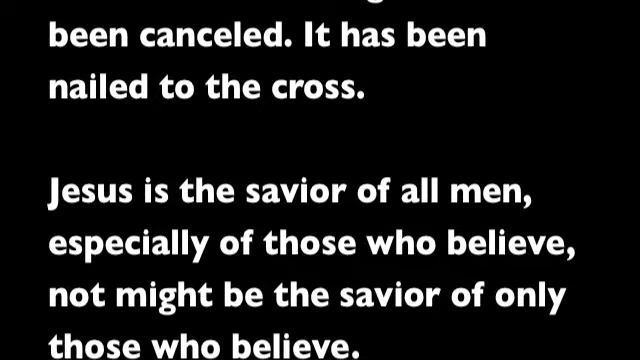 been canceled. It has been
nailed to the cross.
Jesus is the savior of all men,
especially of those who believe,
not might be the savior of only
those who believe.